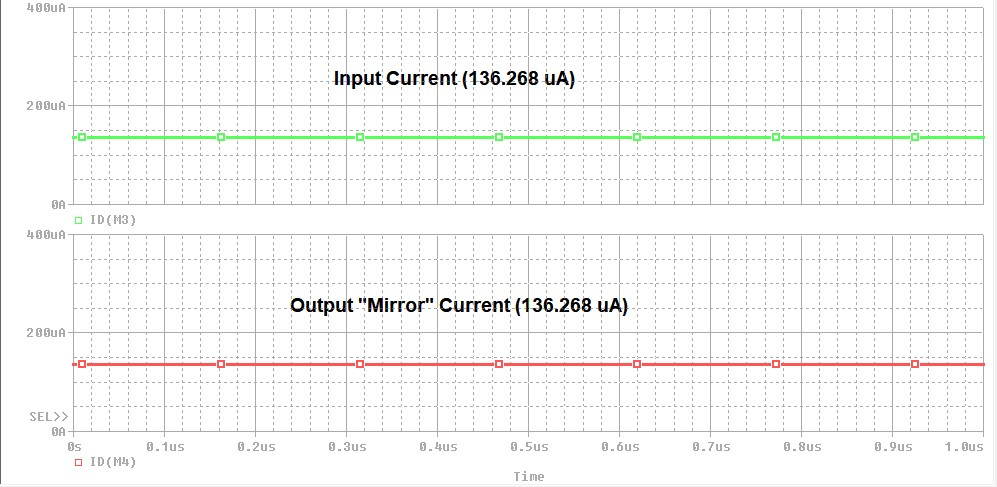 400uA
Input Current (136.268 uA)
200uA
0A
ID(M3)
400uA
Output "Mirror" Current (136.268 uA)
200uA
SEL>>
0A
0s 0.1us 0.2us 0.3us 0.4us 0.5us 0.6us 0.7us 0.8us 0.9us 1.0us
ID(M4)
Time